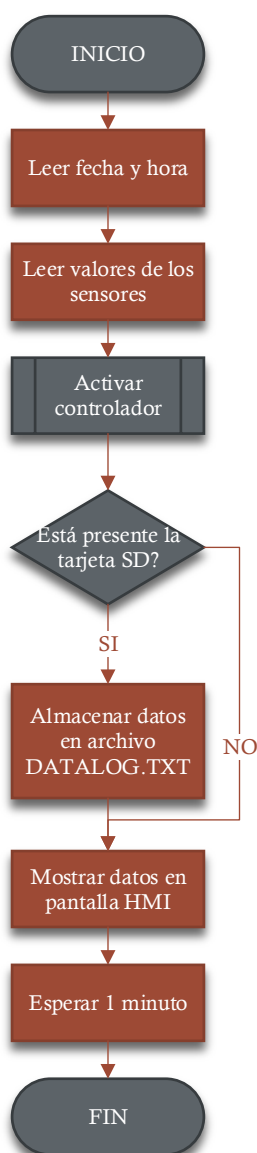 INICIO
Leer fecha y hora
Leer valores de los
sensores
Activar
controlador
Está presente la
tarjeta SD?
SI
Almacenar datos
en archivo
DATALOG.TXT
NO
Mostrar datos en
pantalla HMI
Esperar 1 minuto
FIN